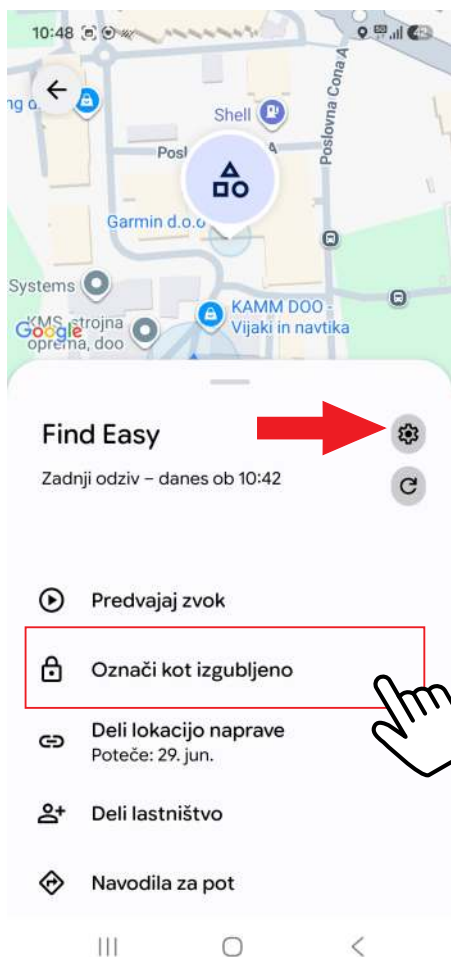 10:48
Poslovna Cona A
Shell
Posl
A
Garmin d.o.o
Systems
KMS strojna
oprema, doo
Google
KAMM DOO -
Vijaki in navtika
Find Easy
Zadnji odziv – danes ob 10:42
Predvajaj zvok
Označi kot izgubljeno
Deli lokacijo naprave
Poteče: 29. jun.
Deli lastništvo
Navodila za pot